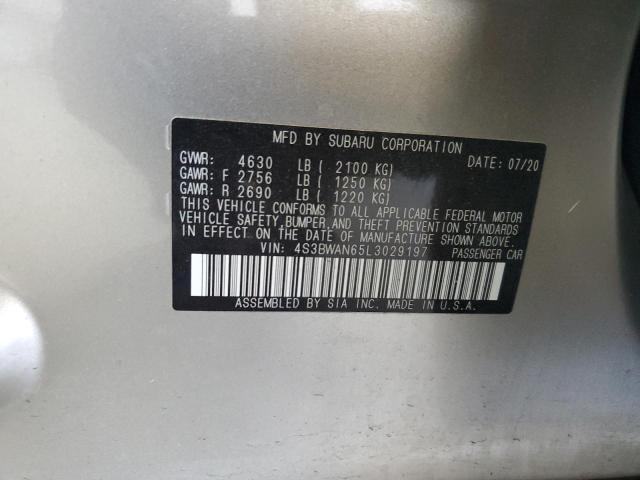 MFD BY SUBARU CORPORATION
GVWR: 4630 LB ( 2100 KG) DATE: 07/20
GAWR: F 2756 LB ( 1250 KG)
GAWR: R 2690 LB ( 1220 KG)
THIS VEHICLE CONFORMS TO ALL APPLICABLE FEDERAL MOTOR
VEHICLE SAFETY, BUMPER, AND THEFT PREVENTION STANDARDS
IN EFFECT ON THE DATE OF MANUFACTURE SHOWN ABOVE.
VIN: 4S3BWAN65L3029197 PASSENGER CAR
ASSEMBLED BY SIA INC. MADE IN U.S.A.